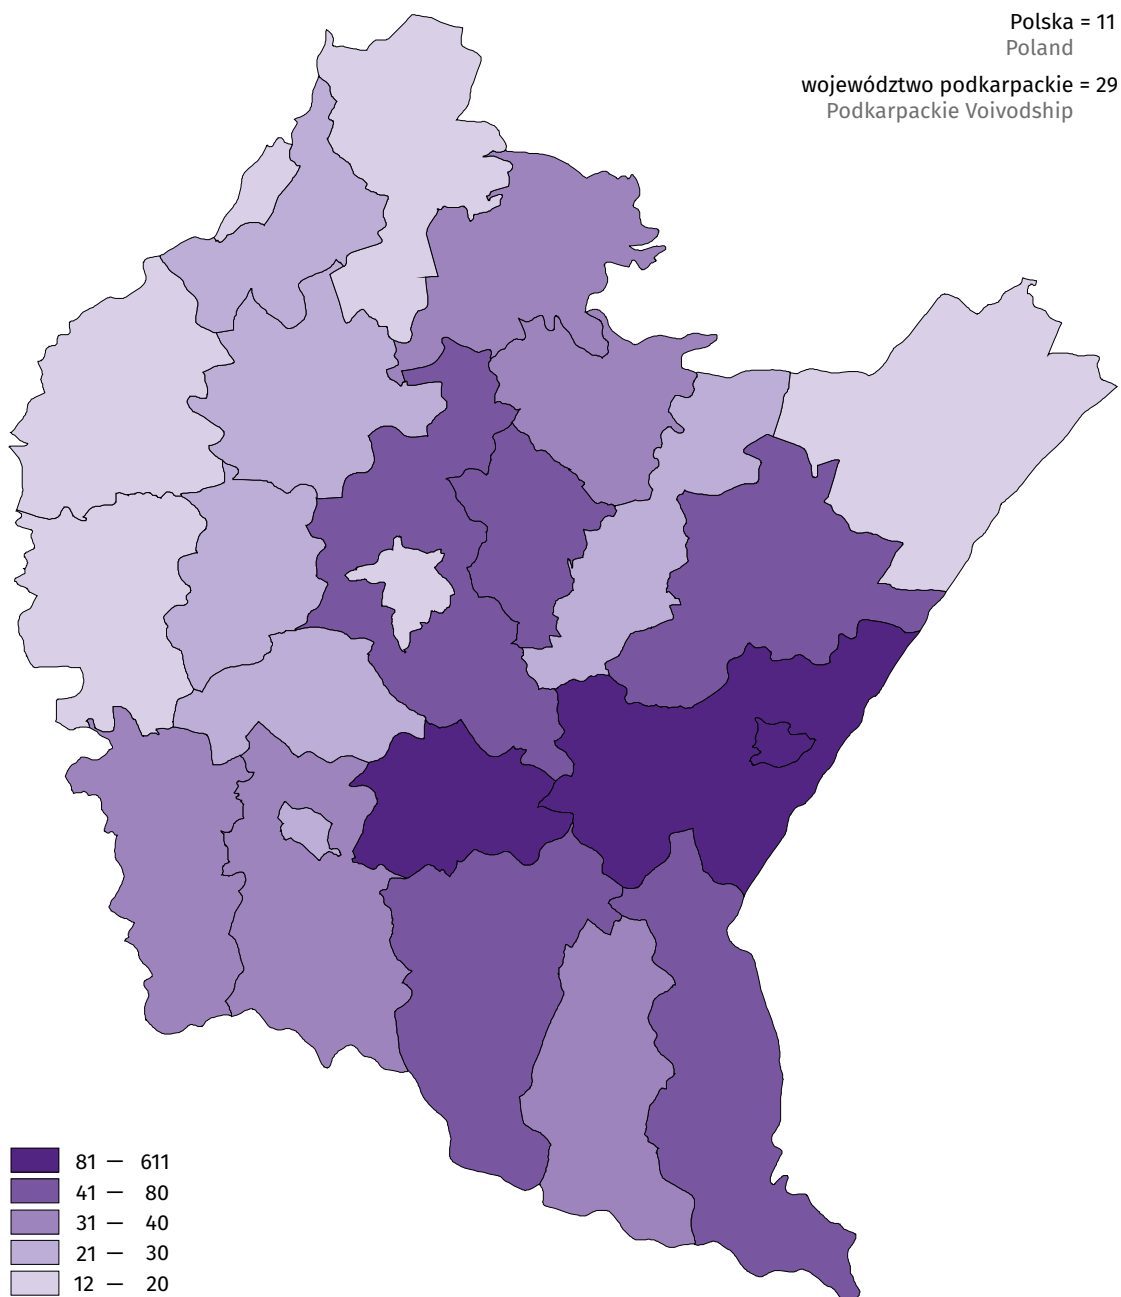 Polska = 11
Poland
województwo podkarpackie = 29
Podkarpackie Voivodship
81 — 611
41 — 80
31 — 40
21 — 30
12 — 20